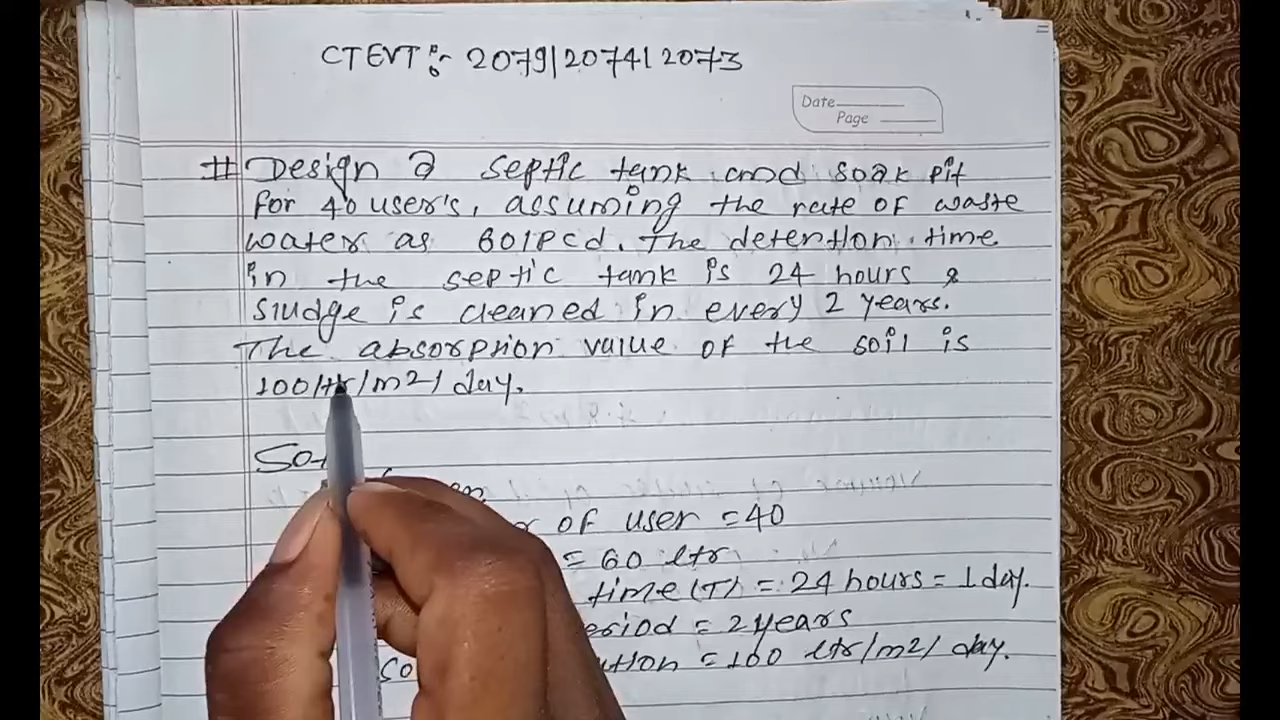 CTEVT:- 2079|2074|2073
Date
Page
# Design a septic tank and soak pit
for 40 user's, assuming the rate of waste
water as 60lpcd. The detention time
in the septic tank is 24 hours &
sludge is cleaned in every 2 years.
The absorption value of the soil is
100ltr/m2/day.
of user = 40
= 60 ltr
time (T) = 24 hours = 1 day.
= 2 years
= 100 ltr/m2/day.